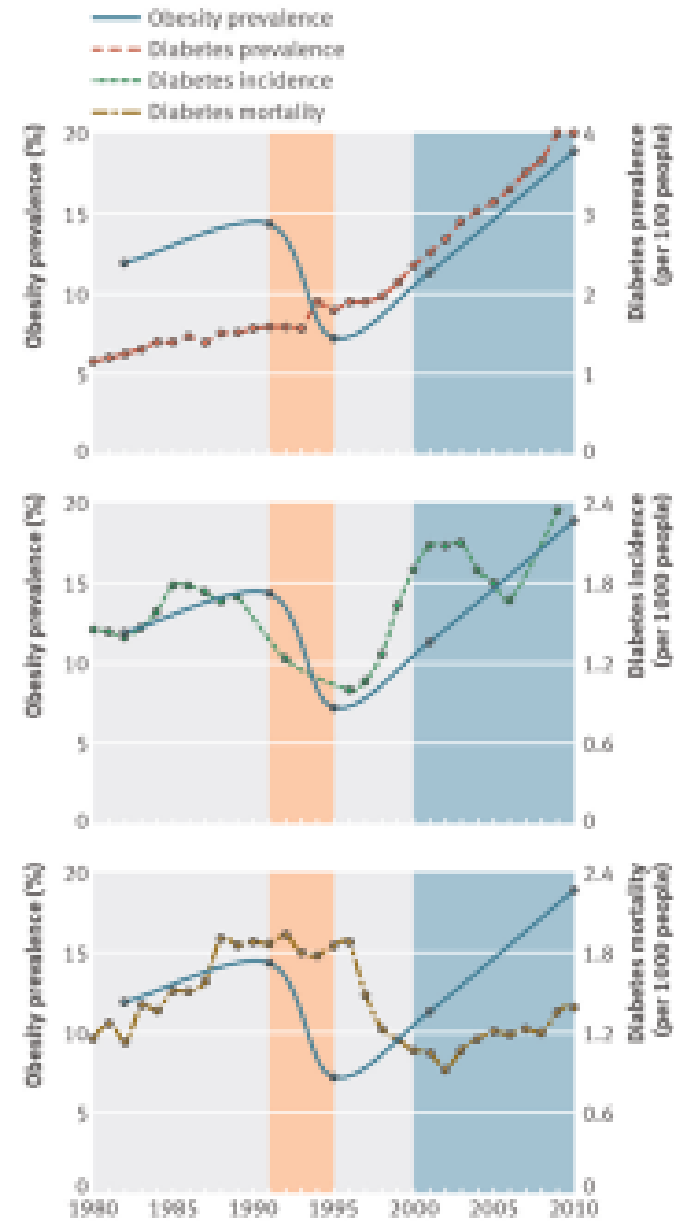 Obesity prevalence
Diabetes prevalence
Diabetes incidence
Diabetes mortality
Obesity prevalence (%)
20
15
10
5
0
4
3
2
1
0
Diabetes prevalence
(per 100 people)
Obesity prevalence (%)
20
15
10
5
0
2.4
1.8
1.2
0.6
0
Diabetes incidence
(per 1000 people)
Obesity prevalence (%)
20
15
10
5
0
2.4
1.8
1.2
0.6
0
Diabetes mortality
(per 1000 people)
1980 1985 1990 1995 2000 2005 2010